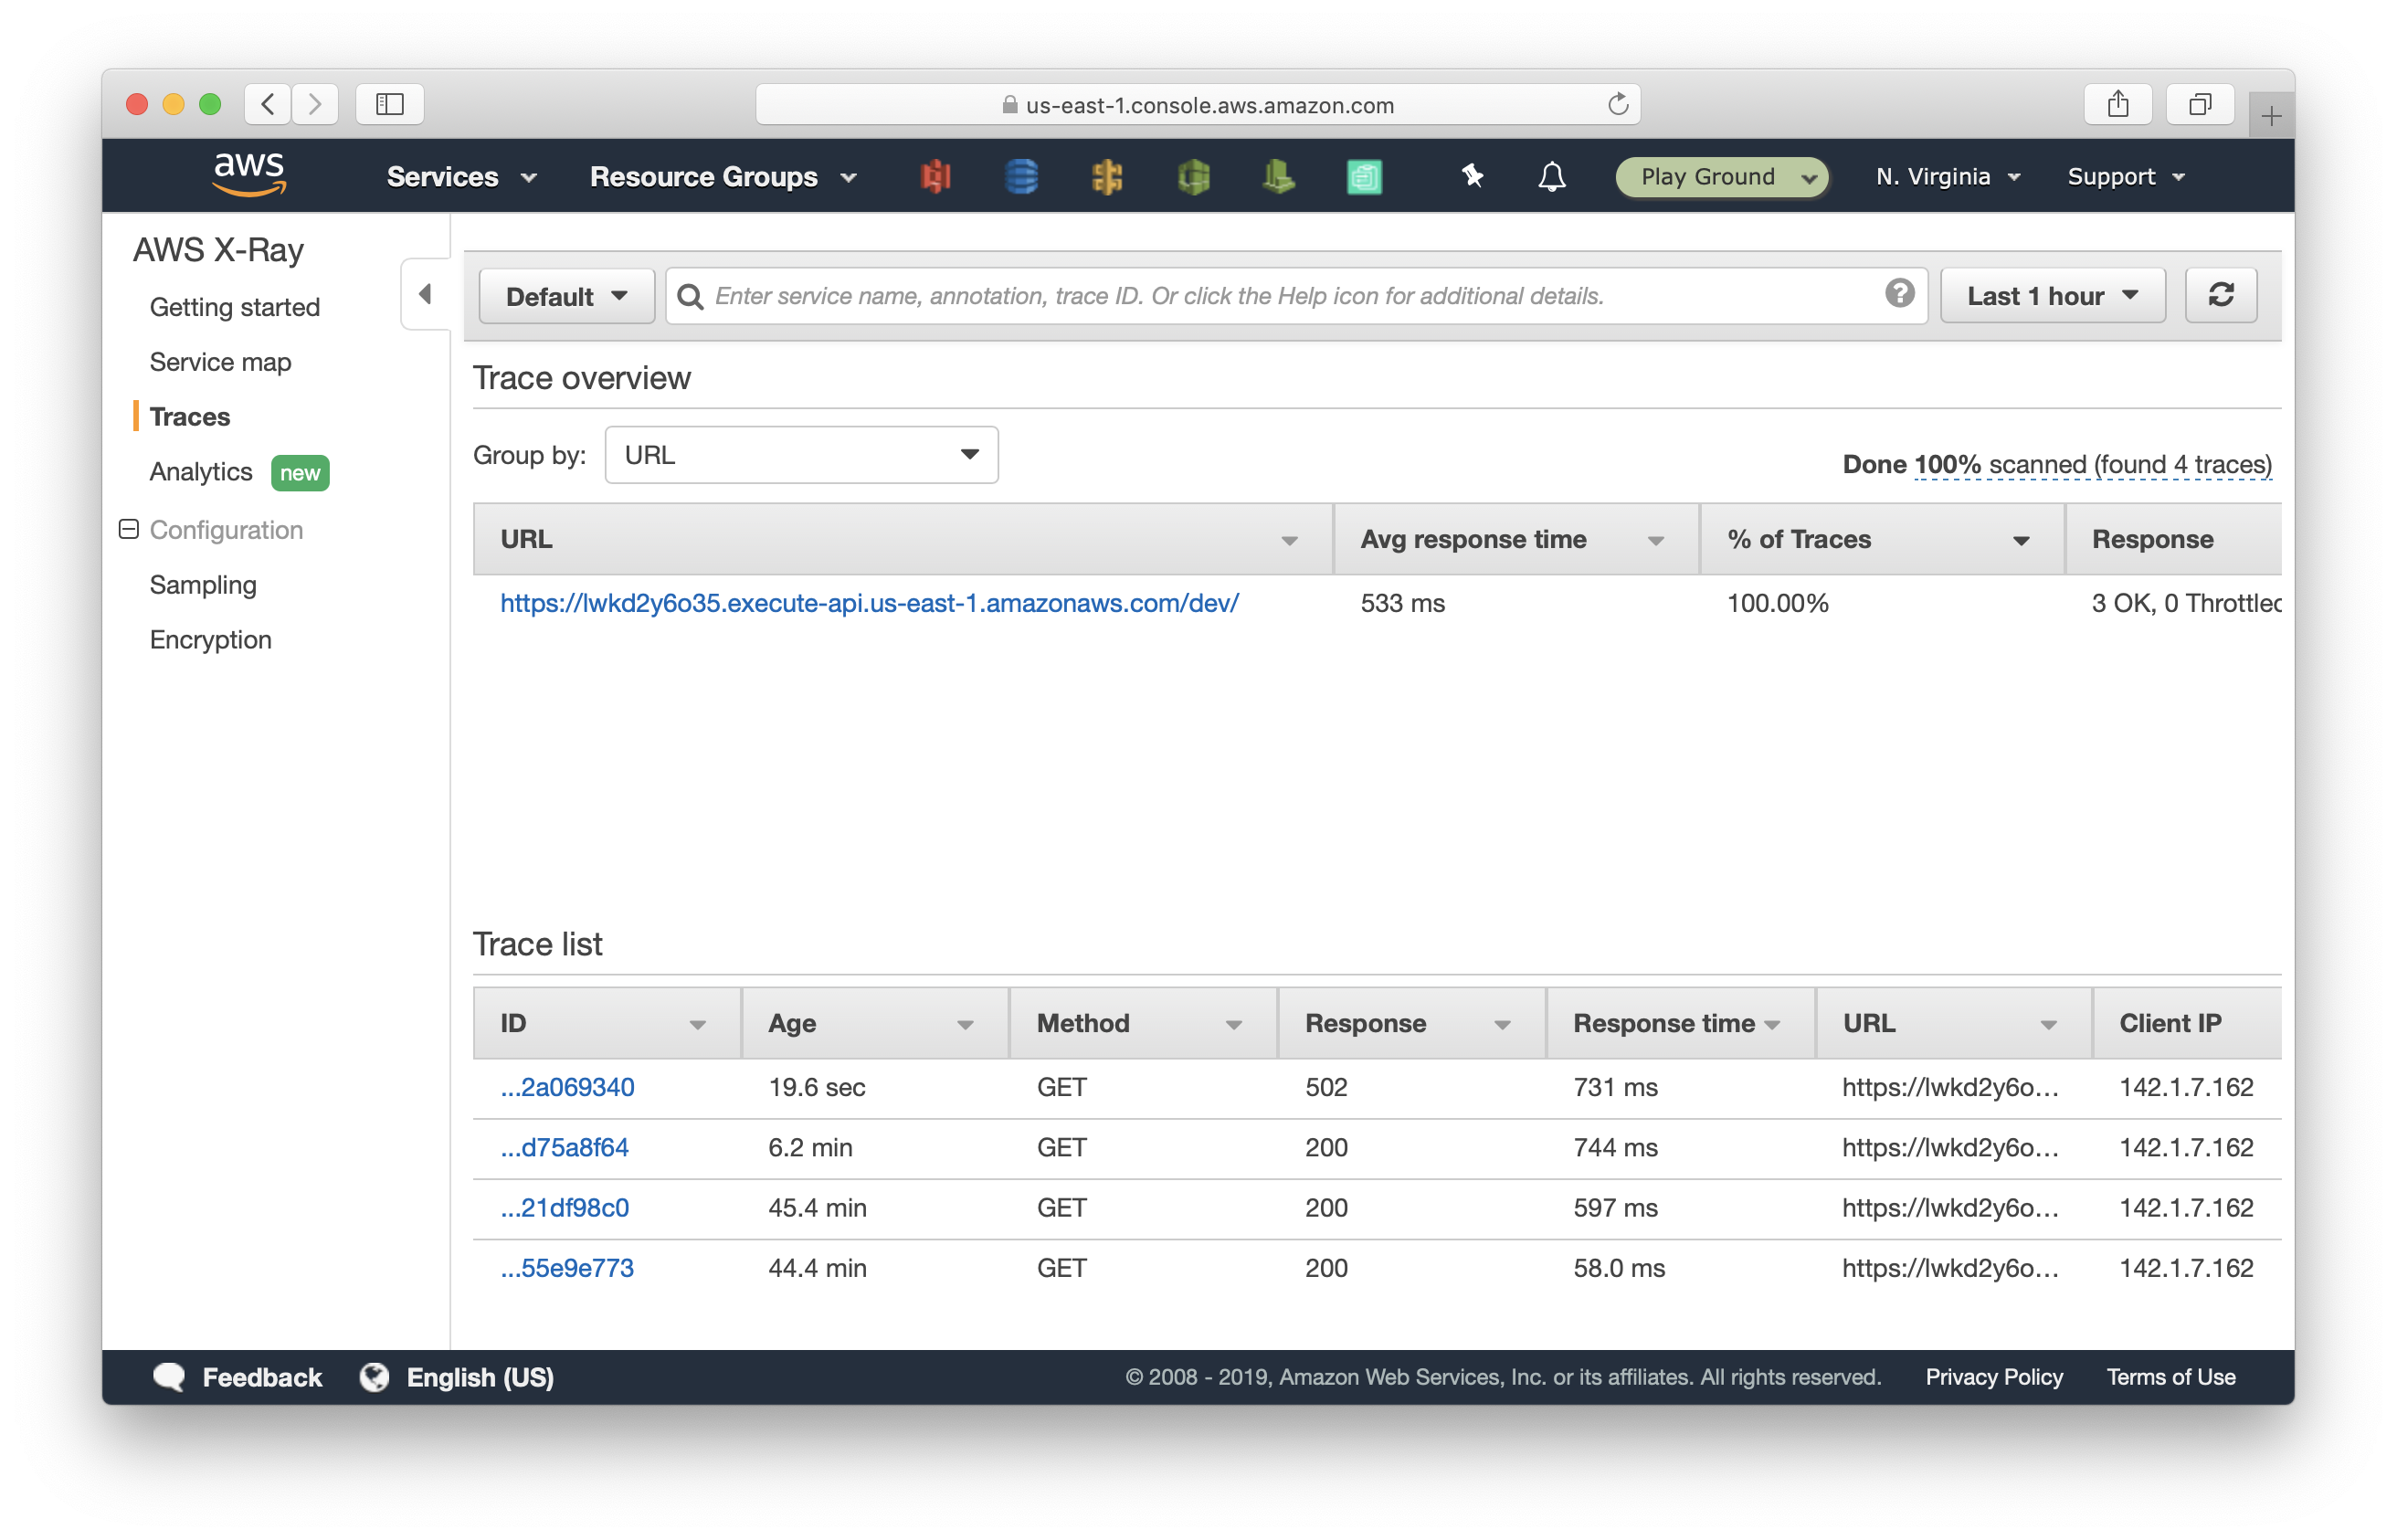 us-east-1.console.aws.amazon.com
aws Services Resource Groups Play Ground N. Virginia Support
AWS X-Ray
Getting started
Service map
Traces
Analytics new
Configuration
Sampling
Encryption
Default Enter service name, annotation, trace ID. Or click the Help icon for additional details. ? Last 1 hour
Trace overview
Group by: URL
Done 100% scanned (found 4 traces)
URL Avg response time % of Traces Response
https://lwkd2y6o35.execute-api.us-east-1.amazonaws.com/dev/ 533 ms 100.00% 3 OK, 0 Throttled
Trace list
ID Age Method Response Response time URL Client IP
...2a069340 19.6 sec GET 502 731 ms https://lwkd2y6o... 142.1.7.162
...d75a8f64 6.2 min GET 200 744 ms https://lwkd2y6o... 142.1.7.162
...21df98c0 45.4 min GET 200 597 ms https://lwkd2y6o... 142.1.7.162
...55e9e773 44.4 min GET 200 58.0 ms https://lwkd2y6o... 142.1.7.162
Feedback English (US) © 2008 - 2019, Amazon Web Services, Inc. or its affiliates. All rights reserved. Privacy Policy Terms of Use